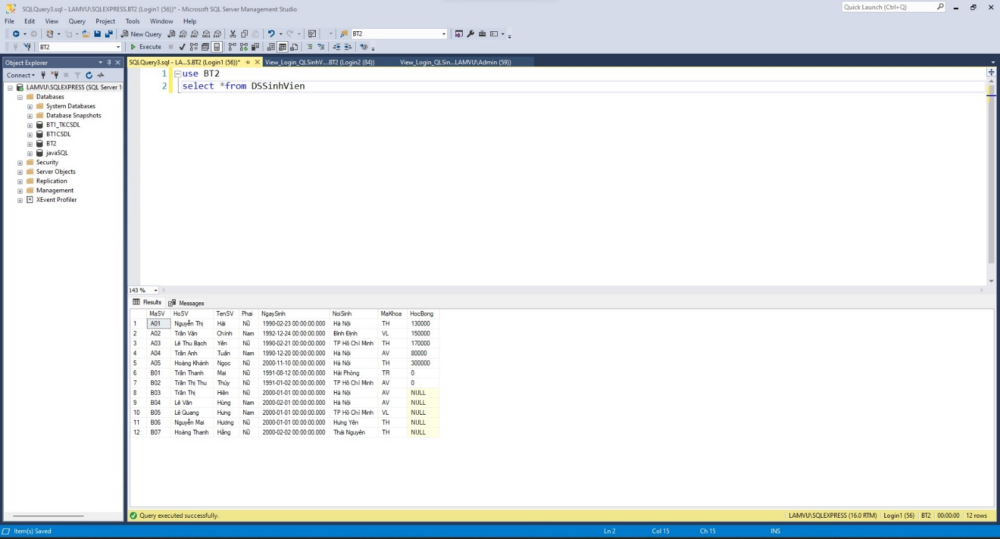 SQLQuery3.sql - LAMVU\SQLEXPRESS.BT2 (Login1 (56))* - Microsoft SQL Server Management Studio
Quick Launch (Ctrl+Q)
File Edit View Query Project Tools Window Help
New Query
BT2
BT2
Execute
Object Explorer
SQLQuery3.sql - LA...S.BT2 (Login1 (56))*
View_Login_QLSinhV....BT2 (Login2 (84))
View_Login_QLSin...LAMVU\Admin (59))
Connect
LAMVU\SQLEXPRESS (SQL Server 1
Databases
System Databases
Database Snapshots
BT1_TKCSDL
BT1CSDL
BT2
javaSQL
Security
Server Objects
Replication
Management
XEvent Profiler
1 use BT2
2 select *from DSSinhVien
143 %
Results Messages
MaSV HoSV TenSV Phai NgaySinh NoiSinh MaKhoa HocBong
1 A01 Nguyễn Thị Hải Nữ 1990-02-23 00:00:00.000 Hà Nội TH 130000
2 A02 Trần Văn Chính Nam 1992-12-24 00:00:00.000 Bình Định VL 150000
3 A03 Lê Thu Bạch Yến Nữ 1990-02-21 00:00:00.000 TP Hồ Chí Minh TH 170000
4 A04 Trần Anh Tuấn Nam 1990-12-20 00:00:00.000 Hà Nội AV 80000
5 A05 Hoàng Khánh Ngọc Nữ 2000-11-10 00:00:00.000 Hà Nội TH 300000
6 B01 Trần Thanh Mai Nữ 1991-08-12 00:00:00.000 Hải Phòng TR 0
7 B02 Trần Thị Thu Thủy Nữ 1991-01-02 00:00:00.000 TP Hồ Chí Minh AV 0
8 B03 Trần Thị Hiền Nữ 2000-01-01 00:00:00.000 Hà Nội AV NULL
9 B04 Lê Văn Hùng Nam 2000-02-01 00:00:00.000 Hà Nội AV NULL
10 B05 Lê Quang Hưng Nam 2000-01-01 00:00:00.000 TP Hồ Chí Minh VL NULL
11 B06 Nguyễn Mai Hương Nữ 2000-01-01 00:00:00.000 Hưng Yên TH NULL
12 B07 Hoàng Thanh Hằng Nữ 2000-02-02 00:00:00.000 Thái Nguyên TH NULL
Query executed successfully.
LAMVU\SQLEXPRESS (16.0 RTM) Login1 (56) BT2 00:00:00 12 rows
Item(s) Saved
Ln 2 Col 15 Ch 15 INS